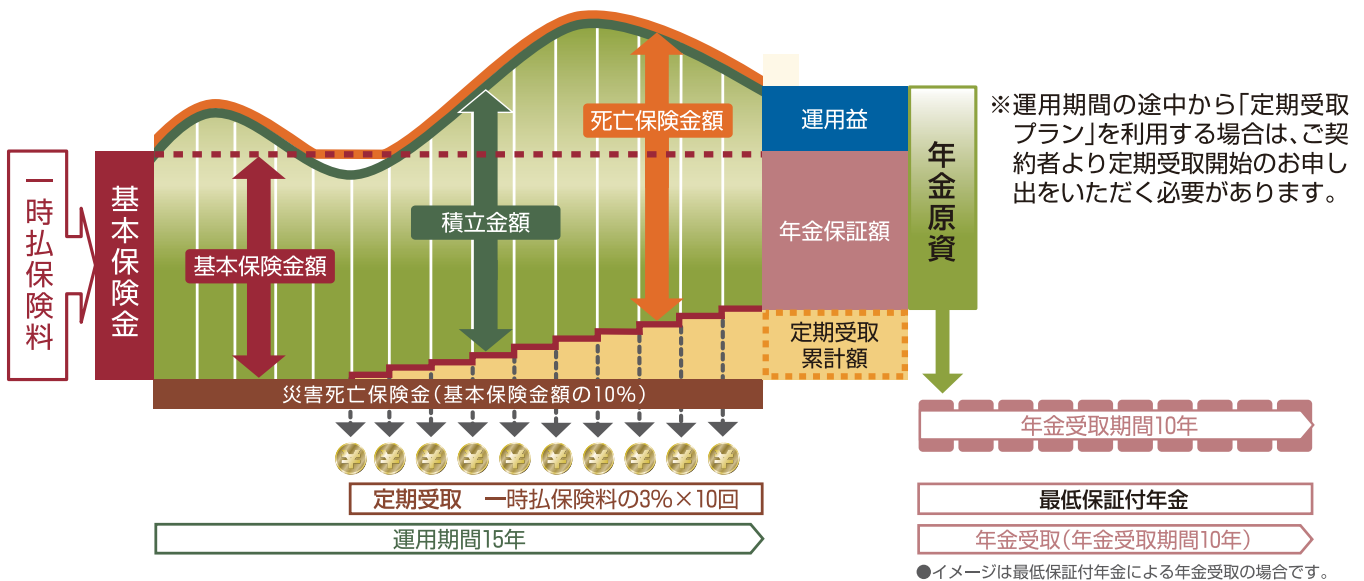 一時払保険料
基本保険金
基本保険金額
積立金額
死亡保険金額
運用益
年金保証額
定期受取
累計額
年金原資
※運用期間の途中から「定期受取
プラン」を利用する場合は、ご契
約者より定期受取開始のお申し
出をいただく必要があります。
災害死亡保険金(基本保険金額の10%)
¥ ¥ ¥ ¥ ¥ ¥ ¥ ¥ ¥ ¥
定期受取 一時払保険料の3%×10回
運用期間15年
年金受取期間10年
最低保証付年金
年金受取(年金受取期間10年)
●イメージは最低保証付年金による年金受取の場合です。